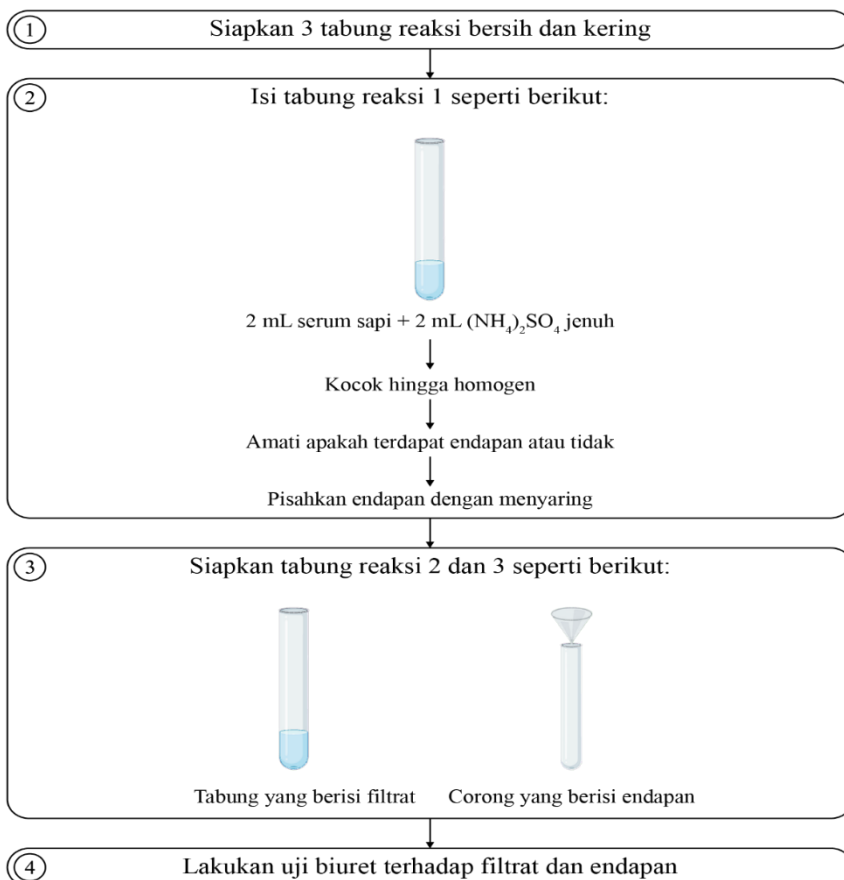 1 Siapkan 3 tabung reaksi bersih dan kering
2 Isi tabung reaksi 1 seperti berikut:
2 mL serum sapi + 2 mL (NH₄)₂SO₄ jenuh
Kocok hingga homogen
Amati apakah terdapat endapan atau tidak
Pisahkan endapan dengan menyaring
3 Siapkan tabung reaksi 2 dan 3 seperti berikut:
Tabung yang berisi filtrat Corong yang berisi endapan
4 Lakukan uji biuret terhadap filtrat dan endapan